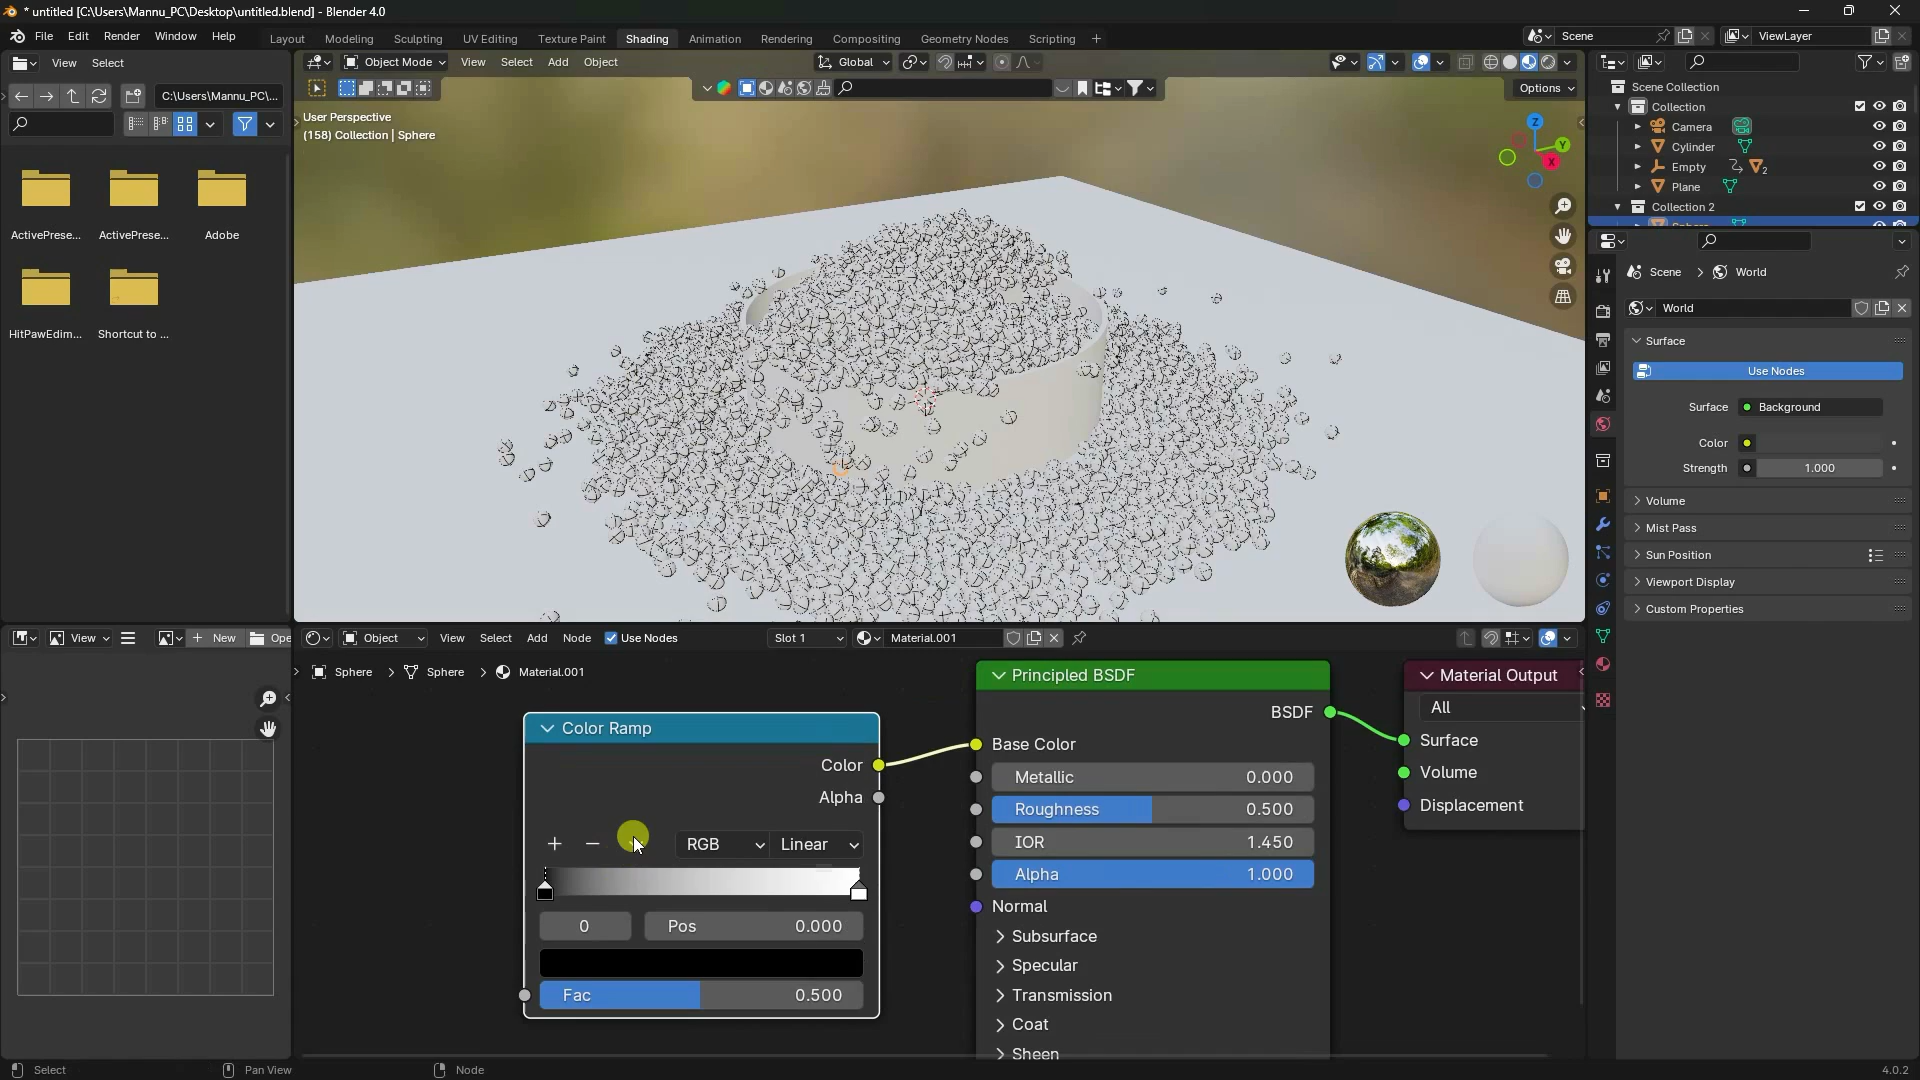 * untitled [C:\Users\Mannu_PC\Desktop\untitled.blend] - Blender 4.0
File Edit Render Window Help
Layout Modeling Sculpting UV Editing Texture Paint Shading Animation Rendering Compositing Geometry Nodes Scripting +
Scene
ViewLayer
View Select
Object Mode View Select Add Object
Global
C:\Users\Mannu_PC\...
Options
User Perspective
(158) Collection | Sphere
Z
Y
X
ActivePrese...
ActivePrese...
Adobe
HitPawEdim...
Shortcut to ...
Scene Collection
Collection
Camera
Cylinder
Empty
2
Plane
Collection 2
Scene > World
World
Surface
Use Nodes
Surface Background
Color
Strength 1.000
Volume
Mist Pass
Sun Position
Viewport Display
Custom Properties
View
New
Ope
Object View Select Add Node Use Nodes
Slot 1
Material.001
Sphere > Sphere > Material.001
Color Ramp
Color
Alpha
RGB
Linear
0
Pos 0.000
Fac 0.500
Principled BSDF
BSDF
Base Color
Metallic 0.000
Roughness 0.500
IOR 1.450
Alpha 1.000
Normal
Subsurface
Specular
Transmission
Coat
Sheen
Material Output
All
Surface
Volume
Displacement
Select
Pan View
Node
4.0.2